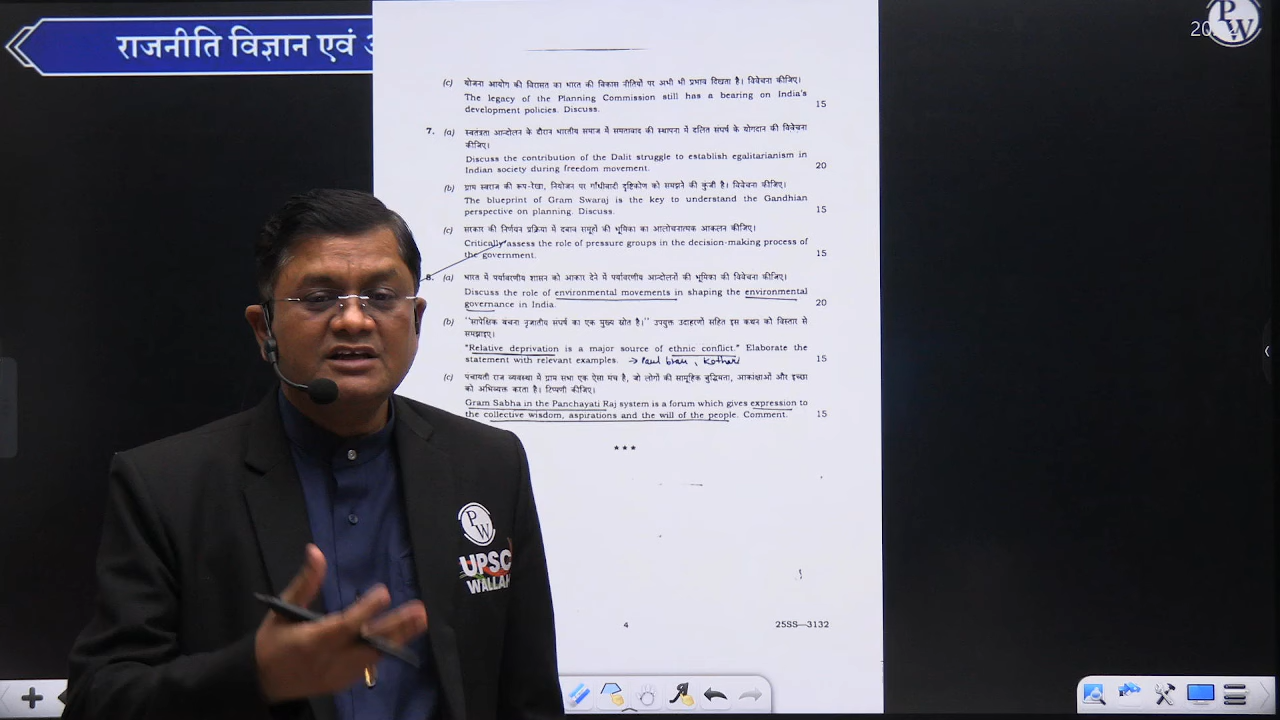 राजनीति विज्ञान एवं
20
PW
(c) योजना आयोग की विरासत का भारत की विकास नीतियों पर अभी भी प्रभाव दिखता है। विवेचना कीजिए।
The legacy of the Planning Commission still has a bearing on India's
development policies. Discuss. 15
7. (a) स्वतंत्रता आन्दोलन के दौरान भारतीय समाज में समतावाद की स्थापना में दलित संघर्ष के योगदान की विवेचना
कीजिए।
Discuss the contribution of the Dalit struggle to establish egalitarianism in
Indian society during freedom movement. 20
(b) ग्राम स्वराज की रूप-रेखा, नियोजन पर गाँधीवादी दृष्टिकोण को समझने की कुंजी है। विवेचना कीजिए।
The blueprint of Gram Swaraj is the key to understand the Gandhian
perspective on planning. Discuss. 15
(c) सरकार की निर्णयन प्रक्रिया में दबाव समूहों की भूमिका का आलोचनात्मक आकलन कीजिए।
Critically assess the role of pressure groups in the decision-making process of
the government. 15
8. (a) भारत में पर्यावरणीय शासन को आकार देने में पर्यावरणीय आन्दोलनों की भूमिका की विवेचना कीजिए।
Discuss the role of environmental movements in shaping the environmental
governance in India. 20
(b) "सापेक्षिक वंचना नृजातीय संघर्ष का एक मुख्य स्रोत है।" उपयुक्त उदाहरणों सहित इस कथन को विस्तार से
समझाइए।
"Relative deprivation is a major source of ethnic conflict." Elaborate the
statement with relevant examples. → Paul brass, Kothari 15
(c) पंचायती राज व्यवस्था में ग्राम सभा एक ऐसा मंच है, जो लोगों की सामूहिक बुद्धिमता, आकांक्षाओं और इच्छा
को अभिव्यक्त करता है। टिप्पणी कीजिए।
Gram Sabha in the Panchayati Raj system is a forum which gives expression to
the collective wisdom, aspirations and the will of the people. Comment. 15
★ ★ ★
4 25SS—3132
PW
UPSC
WALLAH